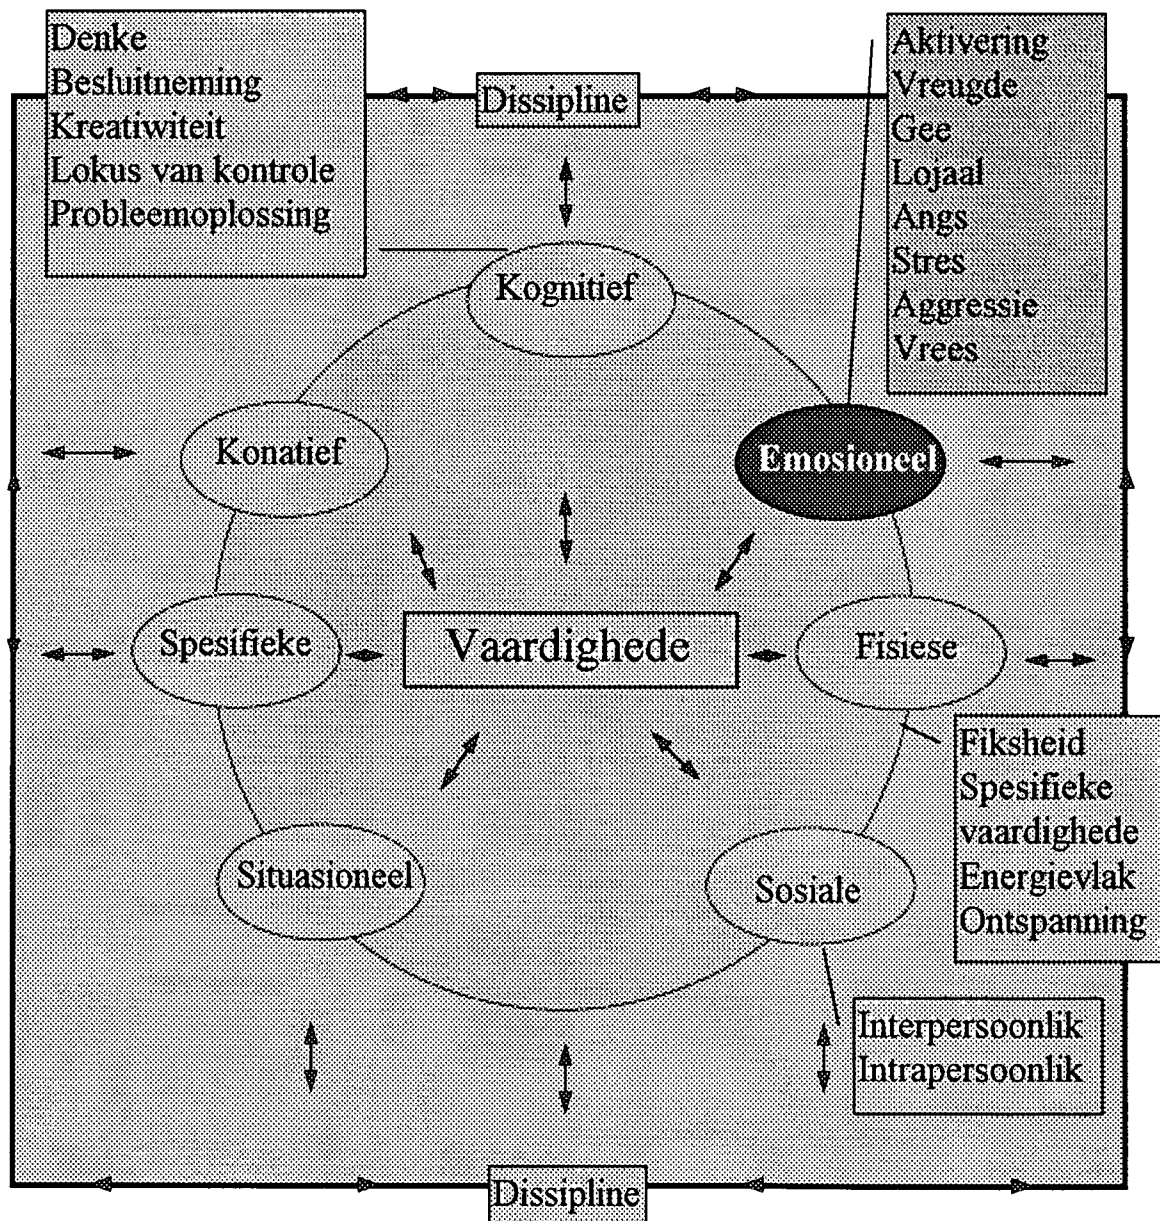 Denke
Besluitneming
Kreatiwiteit
Lokus van kontrole
Probleemoplossing
Dissipline
Aktivering
Vreugde
Gee
Lojaal
Angs
Stres
Aggressie
Vrees
Kognitief
Konatief
Emosioneel
Spesifieke
Vaardighede
Fisiese
Fiksheid
Spesifieke
vaardighede
Energievlak
Ontspanning
Situasioneel
Sosiale
Interpersoonlik
Intrapersoonlik
Dissipline